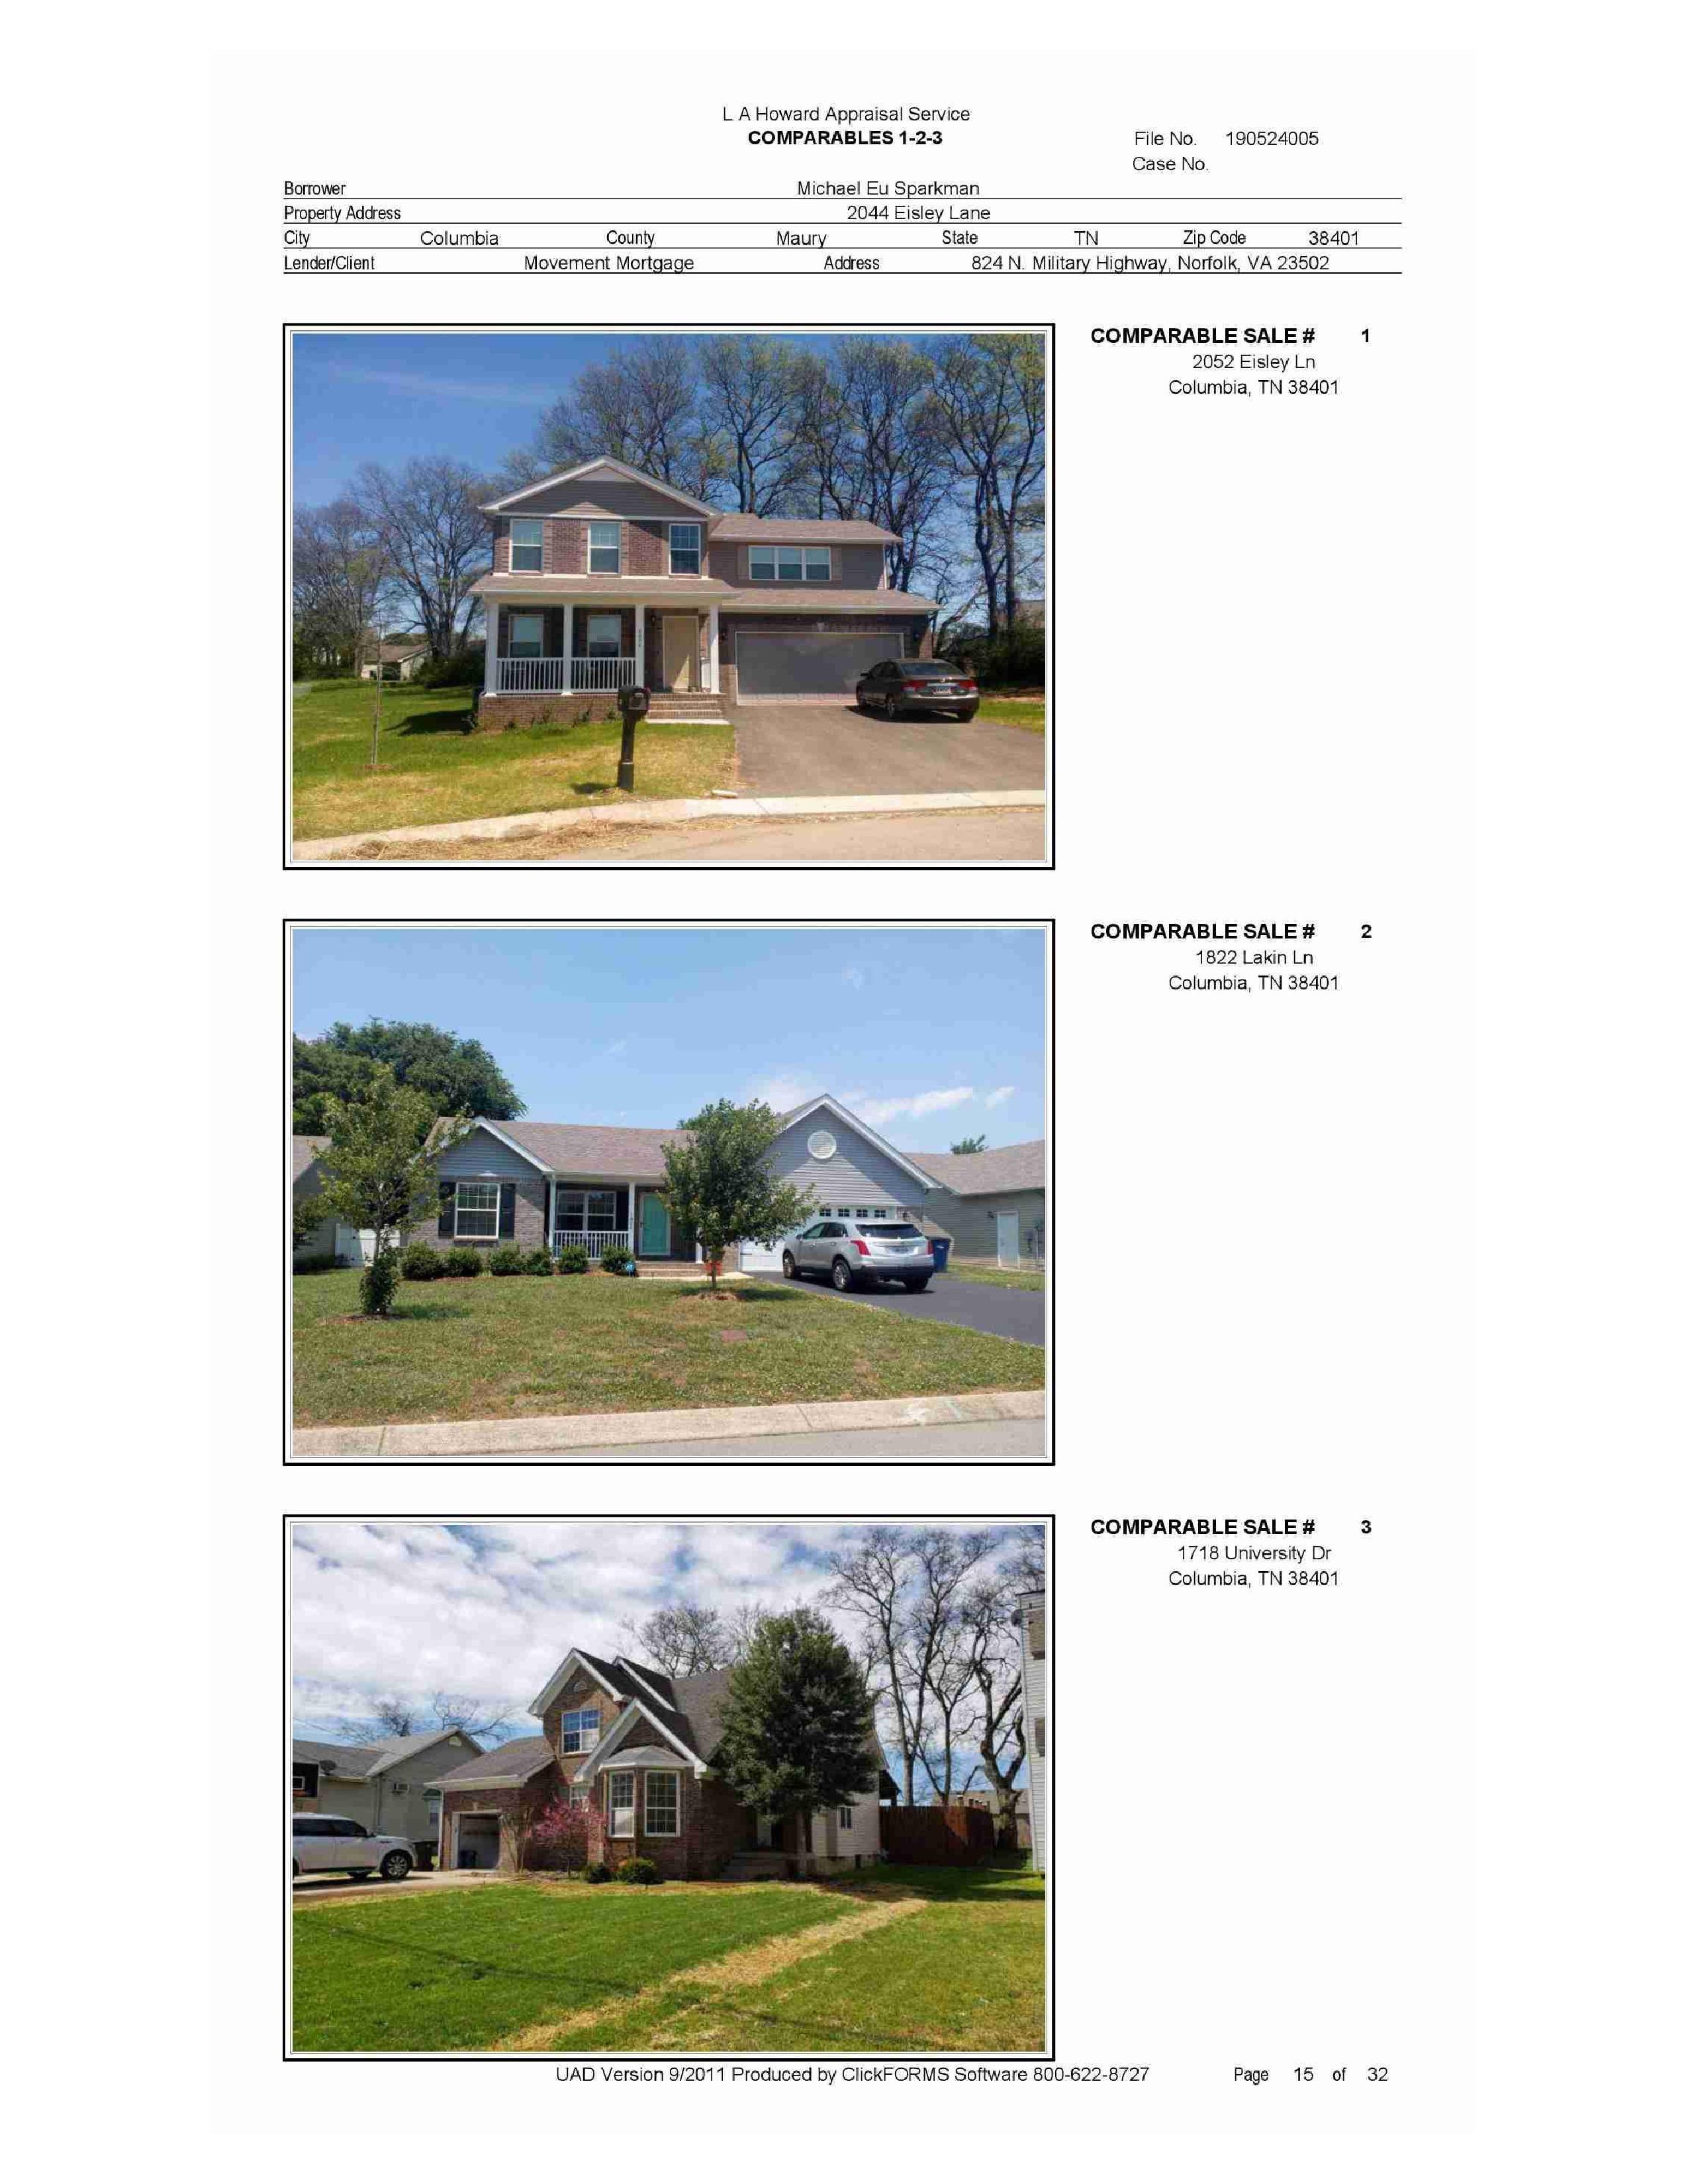 L A Howard Appraisal Service
COMPARABLES 1-2-3
File No. 190524005
Case No.
Borrower Michael Eu Sparkman
Property Address 2044 Eisley Lane
City Columbia County Maury State TN Zip Code 38401
Lender/Client Movement Mortgage Address 824 N. Military Highway, Norfolk, VA 23502
COMPARABLE SALE # 1
2052 Eisley Ln
Columbia, TN 38401
COMPARABLE SALE # 2
1822 Lakin Ln
Columbia, TN 38401
COMPARABLE SALE # 3
1718 University Dr
Columbia, TN 38401
UAD Version 9/2011 Produced by ClickFORMS Software 800-622-8727 Page 15 of 32